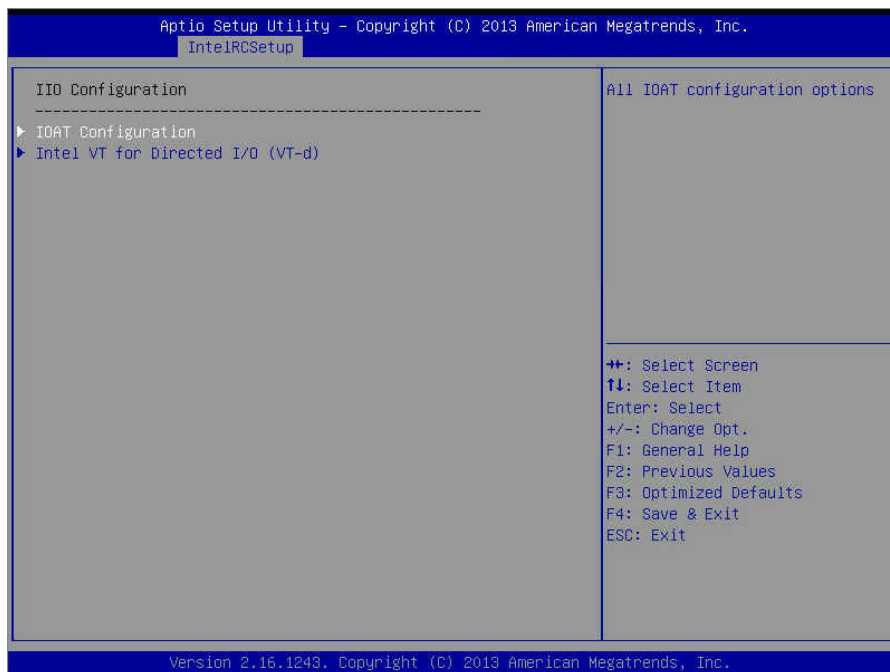 Aptio Setup Utility – Copyright (C) 2013 American Megatrends, Inc.
IntelRCSetup
IIO Configuration
--------------------------------------------------
IOAT Configuration
Intel VT for Directed I/O (VT-d)
All IOAT configuration options
→←: Select Screen
↑↓: Select Item
Enter: Select
+/-: Change Opt.
F1: General Help
F2: Previous Values
F3: Optimized Defaults
F4: Save & Exit
ESC: Exit
Version 2.16.1243. Copyright (C) 2013 American Megatrends, Inc.